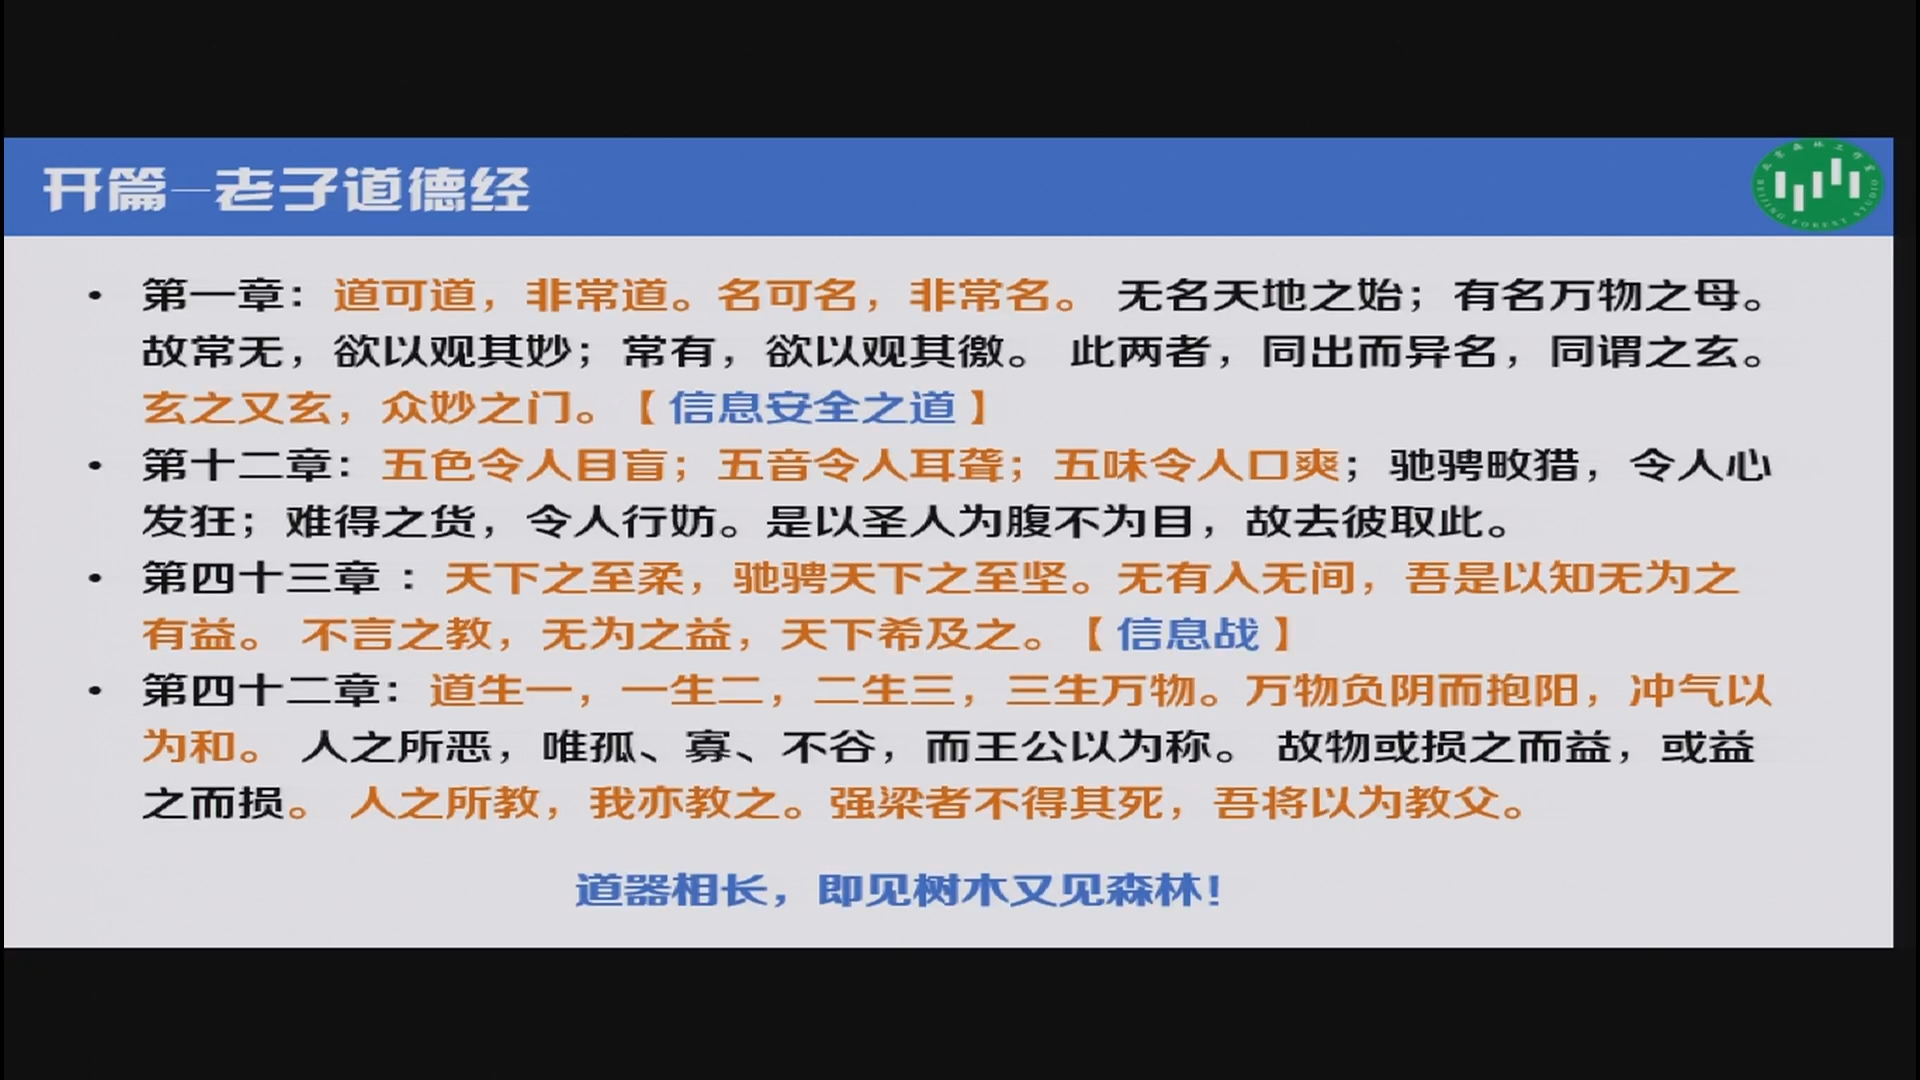 开篇—老子道德经
北京森林工作室
BEIJING FOREST STUDIO
• 第一章：道可道，非常道。名可名，非常名。 无名天地之始；有名万物之母。
故常无，欲以观其妙；常有，欲以观其徼。 此两者，同出而异名，同谓之玄。
玄之又玄，众妙之门。【信息安全之道】
• 第十二章：五色令人目盲；五音令人耳聋；五味令人口爽；驰骋畋猎，令人心
发狂；难得之货，令人行妨。是以圣人为腹不为目，故去彼取此。
• 第四十三章 ：天下之至柔，驰骋天下之至坚。无有入无间，吾是以知无为之
有益。 不言之教，无为之益，天下希及之。【信息战】
• 第四十二章：道生一，一生二，二生三，三生万物。万物负阴而抱阳，冲气以
为和。 人之所恶，唯孤、寡、不谷，而王公以为称。 故物或损之而益，或益
之而损。 人之所教，我亦教之。强梁者不得其死，吾将以为教父。
道器相长，即见树木又见森林！